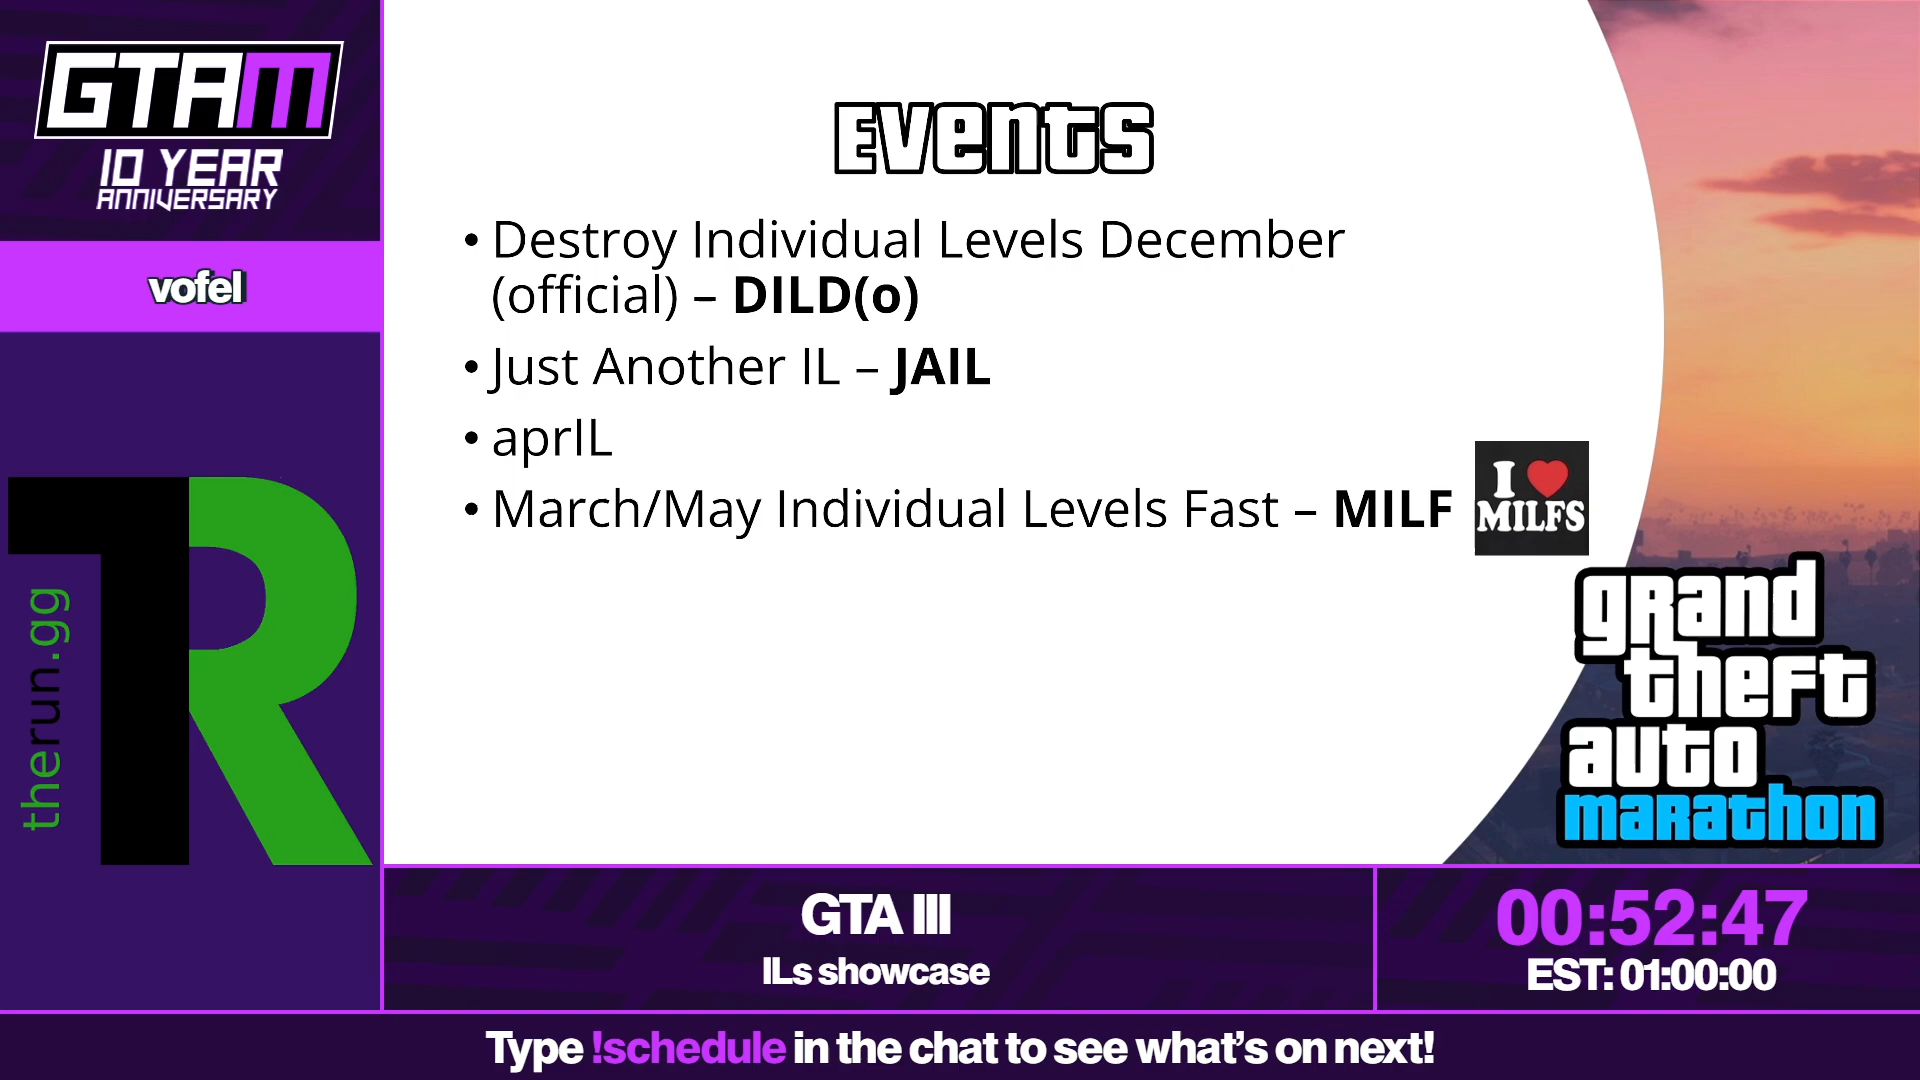 GTAM
10 YEAR
ANNIVERSARY
vofel
therun.gg
TR
Events
• Destroy Individual Levels December
(official) – DILD(o)
• Just Another IL – JAIL
• aprIL
• March/May Individual Levels Fast – MILF
I ❤ MILFS
grand
theft
auto
marathon
GTA III
ILs showcase
00:52:47
EST: 01:00:00
Type !schedule in the chat to see what's on next!